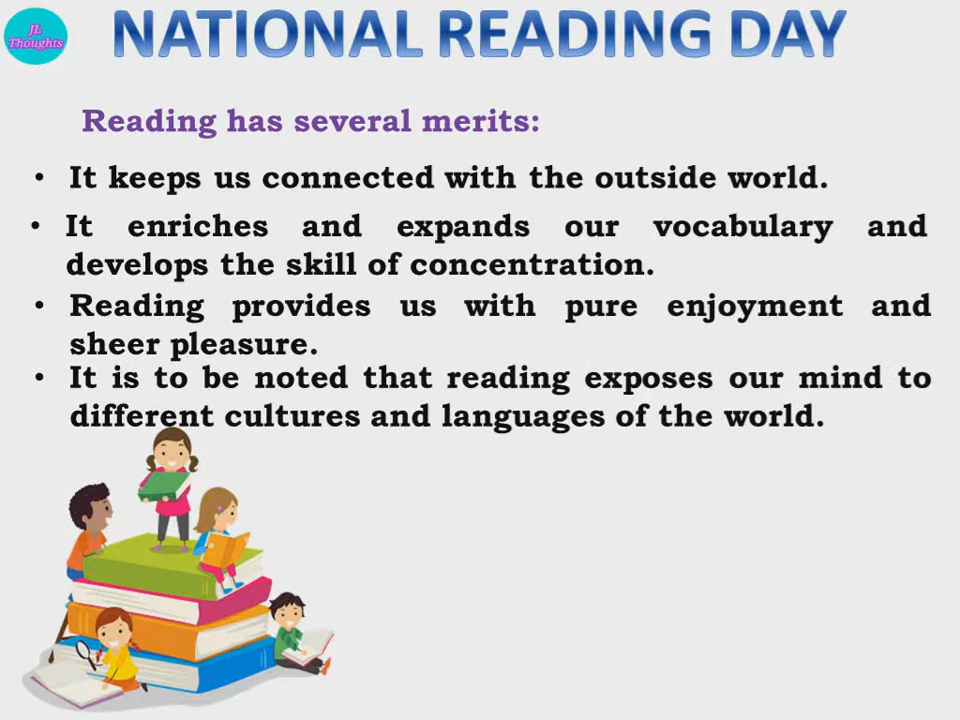 JL
Thoughts
NATIONAL READING DAY
Reading has several merits:
• It keeps us connected with the outside world.
• It enriches and expands our vocabulary and
develops the skill of concentration.
• Reading provides us with pure enjoyment and
sheer pleasure.
• It is to be noted that reading exposes our mind to
different cultures and languages of the world.